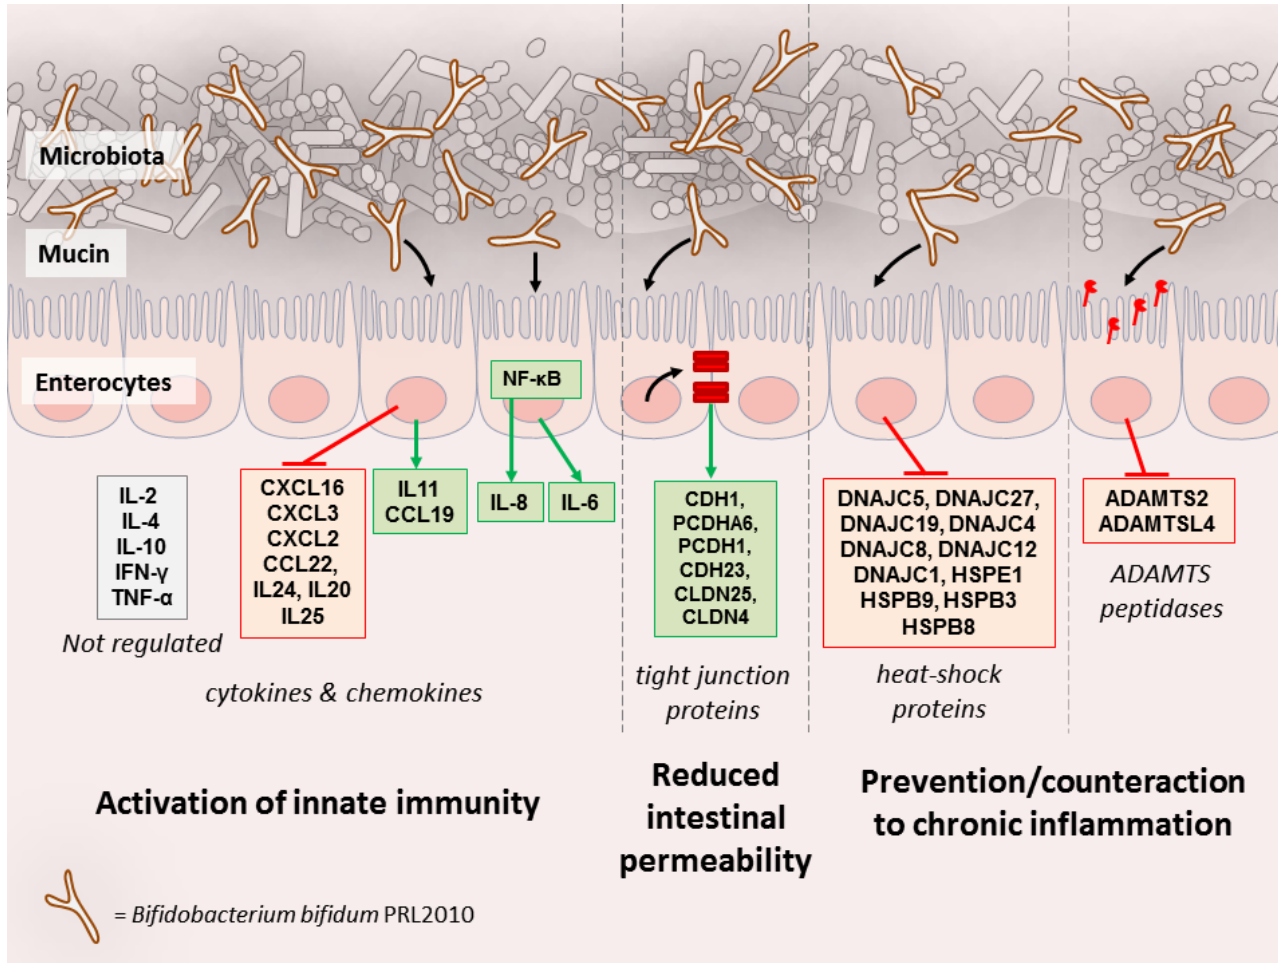 Microbiota
Mucin
Enterocytes
NF-κB
IL-2
IL-4
IL-10
IFN-γ
TNF-α
Not regulated
CXCL16
CXCL3
CXCL2
CCL22,
IL24, IL20
IL25
IL11
CCL19
IL-8
IL-6
cytokines & chemokines
CDH1,
PCDHA6,
PCDH1,
CDH23,
CLDN25,
CLDN4
tight junction
proteins
DNAJC5, DNAJC27,
DNAJC19, DNAJC4
DNAJC8, DNAJC12
DNAJC1, HSPE1
HSPB9, HSPB3
HSPB8
heat-shock
proteins
ADAMTS2
ADAMTSL4
ADAMTS
peptidases
Activation of innate immunity
Reduced
intestinal
permeability
Prevention/counteraction
to chronic inflammation
= Bifidobacterium bifidum PRL2010